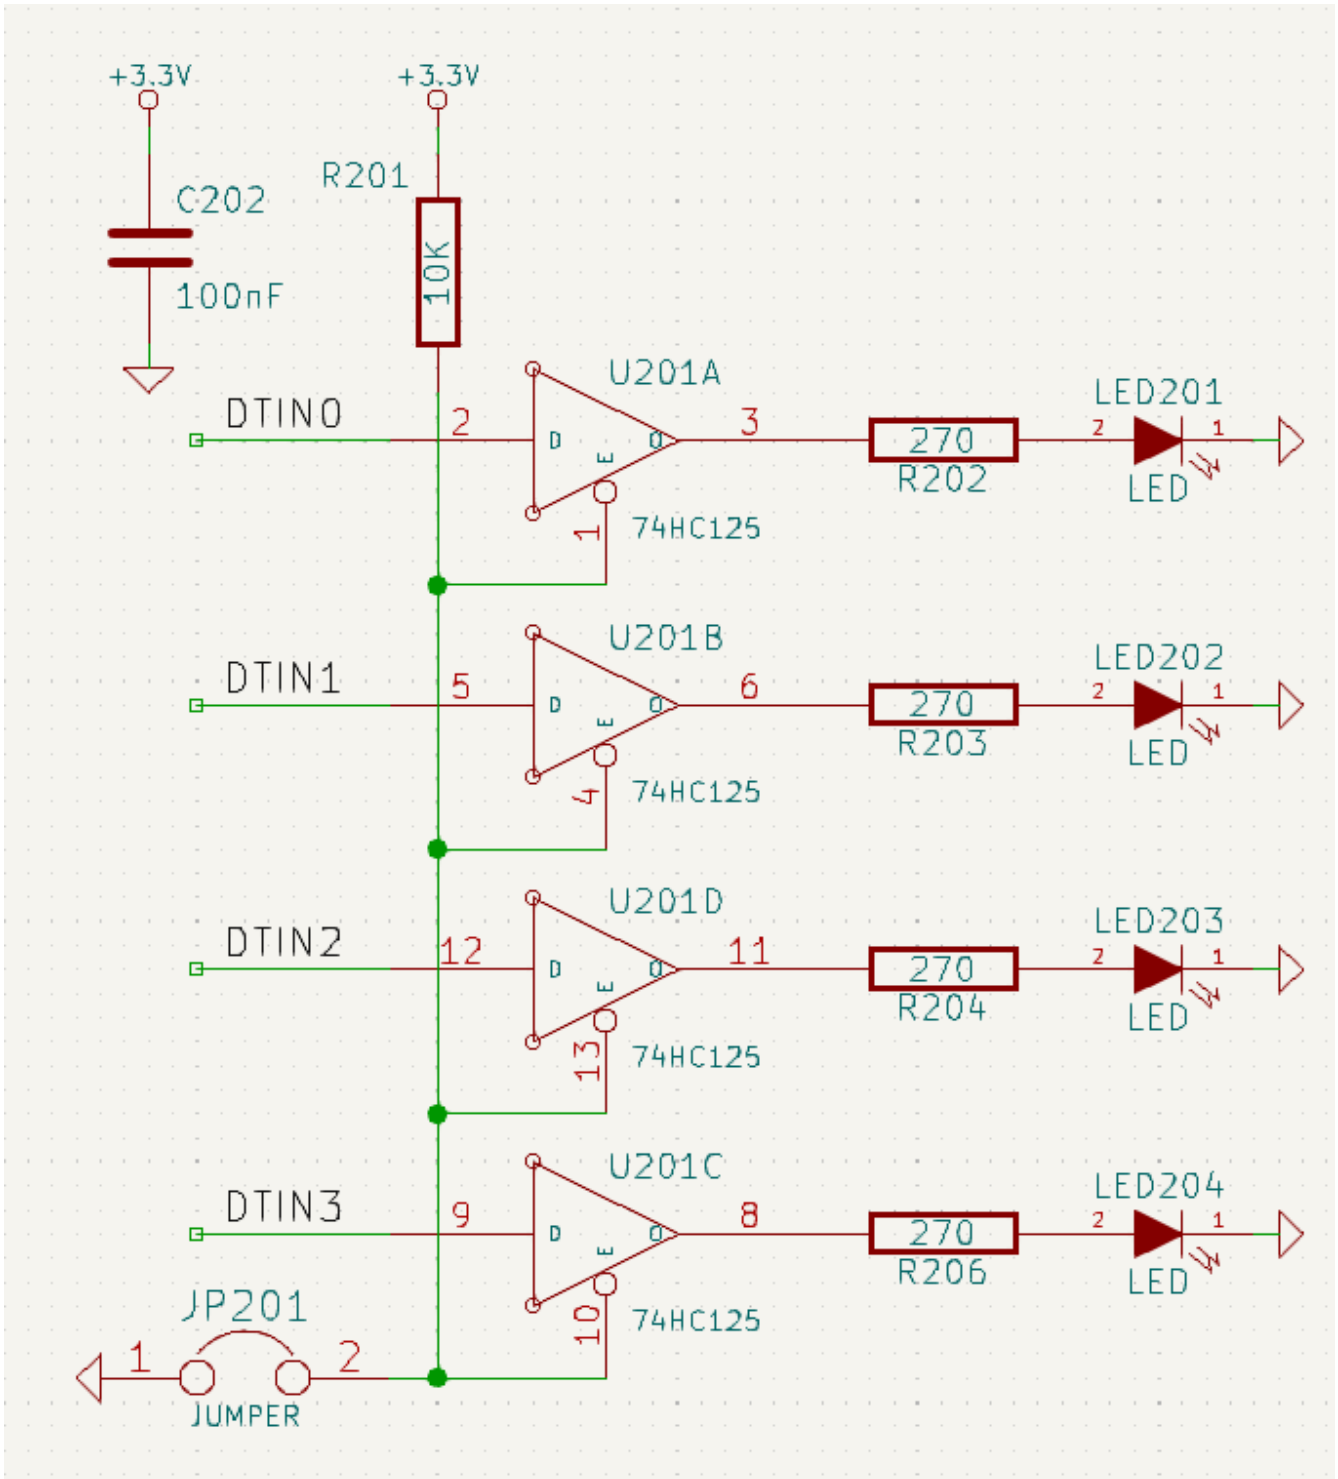 +3.3V
+3.3V
R201
C202
10K
100nF
U201A
DTIN0
2
D
O
E
3
270
R202
LED201
2
1
LED
1
74HC125
U201B
DTIN1
5
D
O
E
6
270
R203
LED202
2
1
LED
4
74HC125
U201D
DTIN2
12
D
O
E
11
270
R204
LED203
2
1
LED
13
74HC125
U201C
DTIN3
9
D
O
E
8
270
R206
LED204
2
1
LED
10
74HC125
JP201
1
2
JUMPER